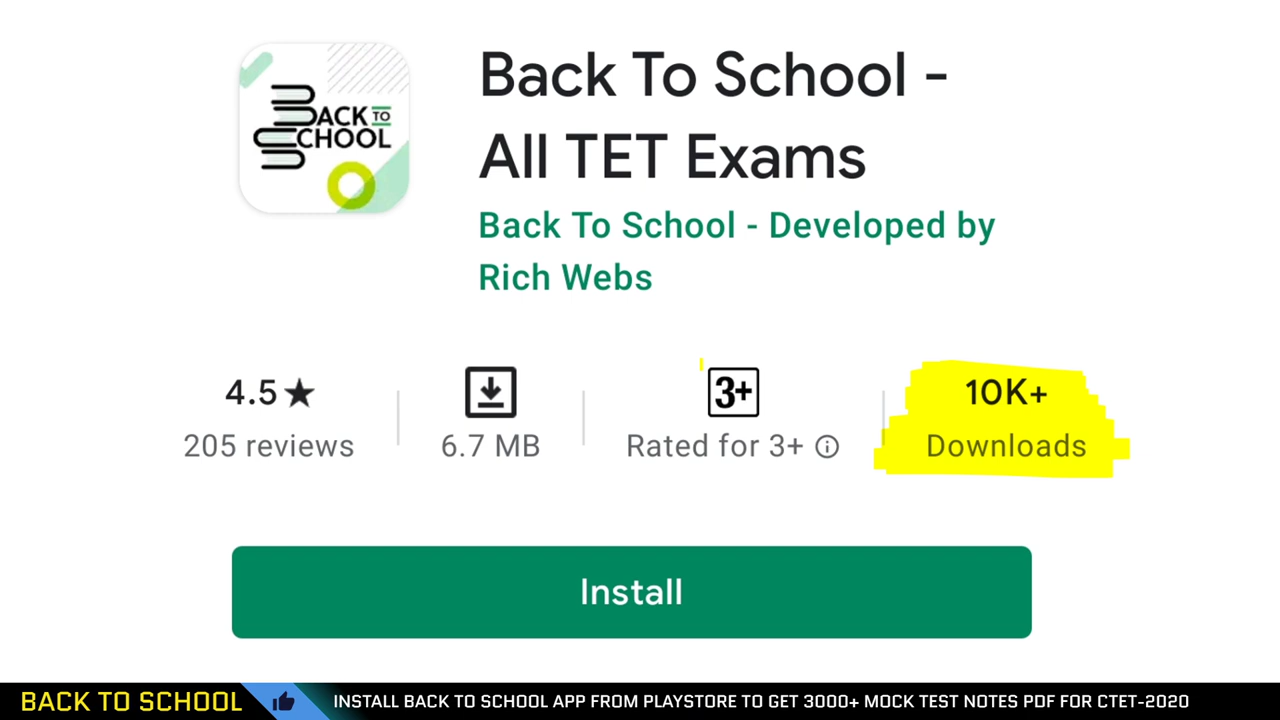 BACK TO
SCHOOL
Back To School -
All TET Exams
Back To School - Developed by
Rich Webs
4.5★
205 reviews
6.7 MB
3+
Rated for 3+
10K+
Downloads
Install
BACK TO SCHOOL
INSTALL BACK TO SCHOOL APP FROM PLAYSTORE TO GET 3000+ MOCK TEST NOTES PDF FOR CTET-2020